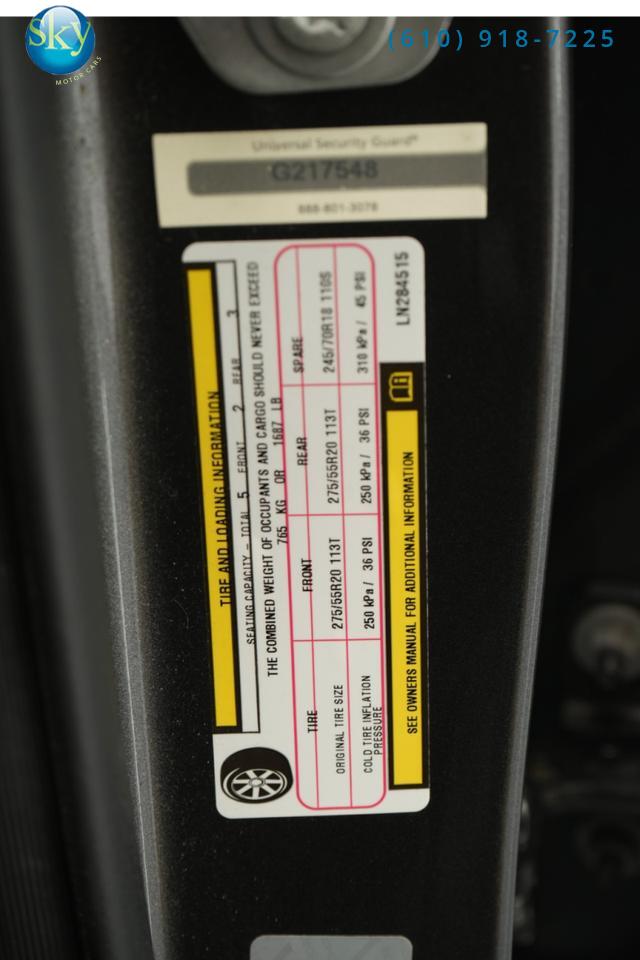 Sky
MOTOR CARS
(610) 918-7225
Universal Security Guard℠
G217548
888-801-3078
TIRE AND LOADING INFORMATION
SEATING CAPACITY – TOTAL 5 FRONT 2 REAR 3
THE COMBINED WEIGHT OF OCCUPANTS AND CARGO SHOULD NEVER EXCEED
765 KG OR 1687 LB
TIRE FRONT REAR SPARE
ORIGINAL TIRE SIZE 275/55R20 113T 275/55R20 113T 245/70R18 110S
COLD TIRE INFLATION PRESSURE 250 kPa / 36 PSI 250 kPa / 36 PSI 310 kPa / 45 PSI
SEE OWNERS MANUAL FOR ADDITIONAL INFORMATION
LN284515